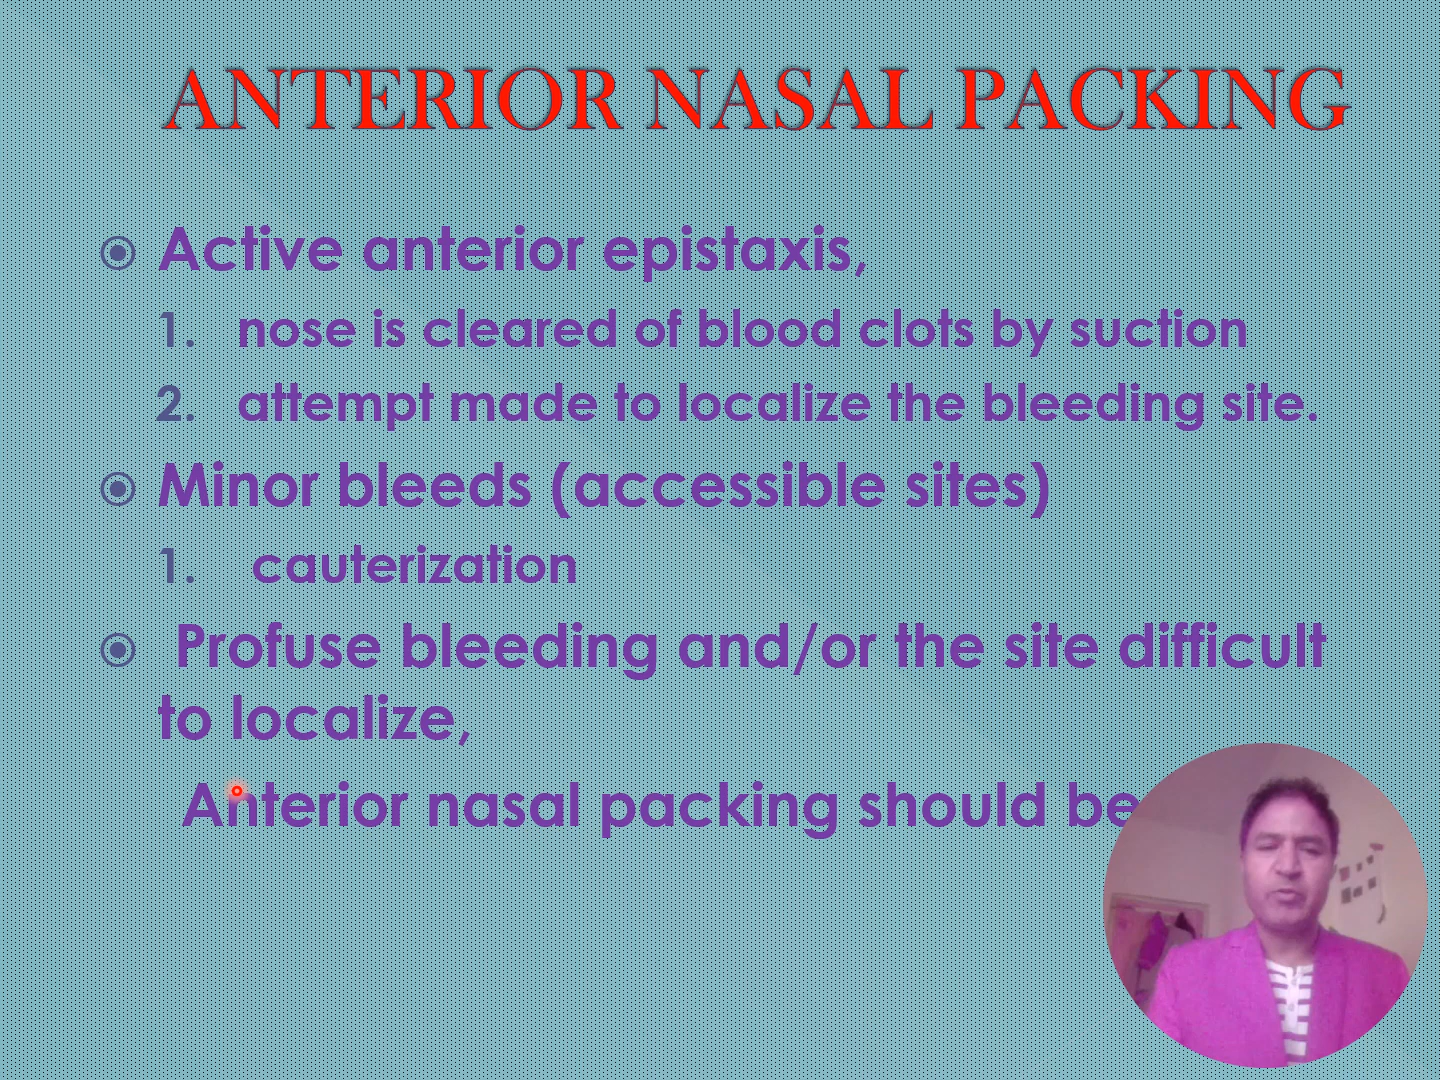 ANTERIOR NASAL PACKING
Active anterior epistaxis,
1. nose is cleared of blood clots by suction
2. attempt made to localize the bleeding site.
Minor bleeds (accessible sites)
1. cauterization
Profuse bleeding and/or the site difficult
to localize,
Anterior nasal packing should be